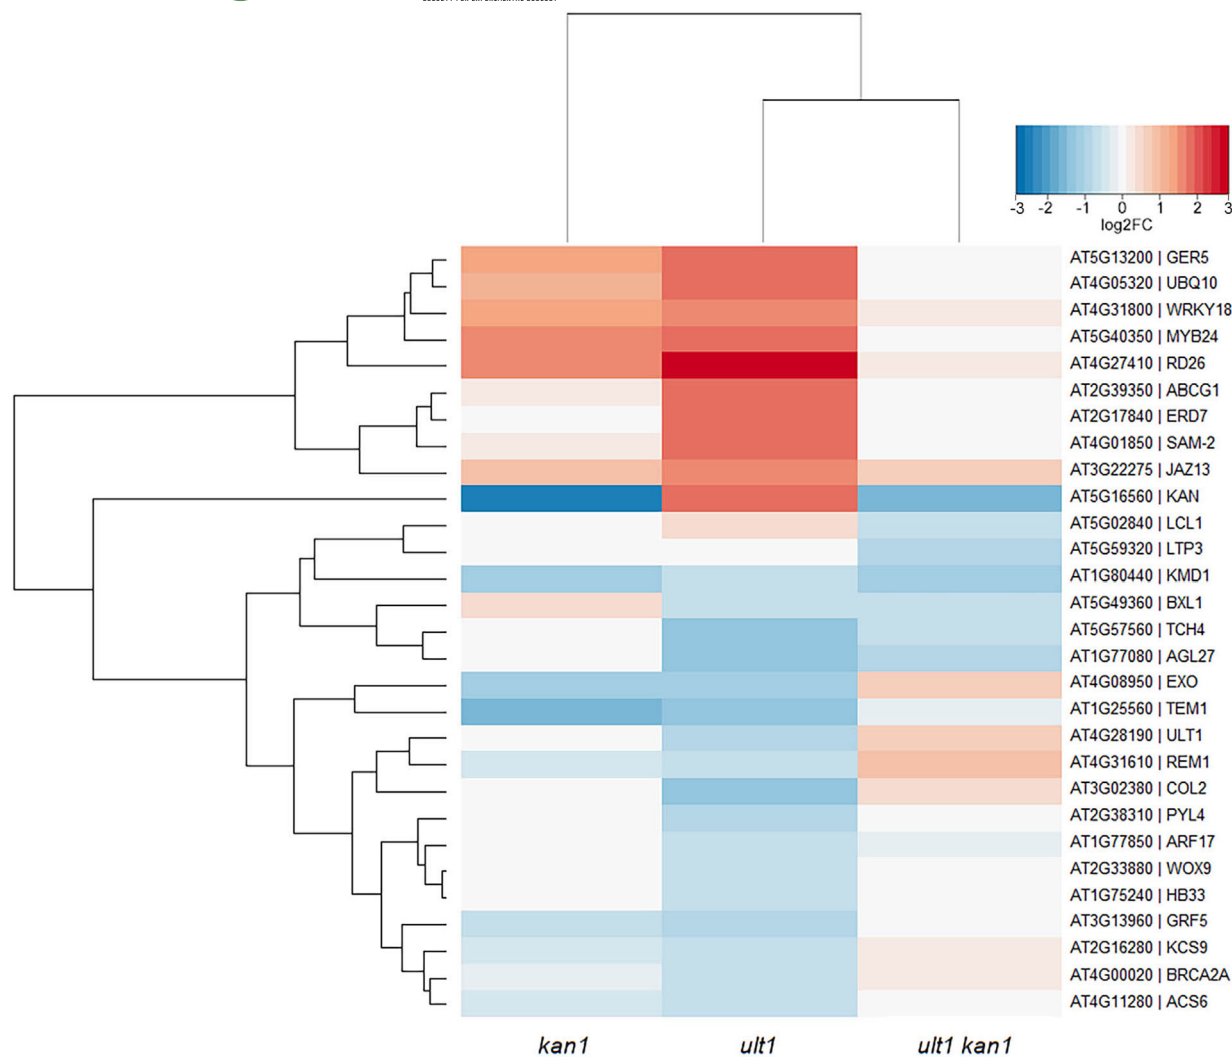 -3 -2 -1 0 1 2 3
log2FC
AT5G13200 | GER5
AT4G05320 | UBQ10
AT4G31800 | WRKY18
AT5G40350 | MYB24
AT4G27410 | RD26
AT2G39350 | ABCG1
AT2G17840 | ERD7
AT4G01850 | SAM-2
AT3G22275 | JAZ13
AT5G16560 | KAN
AT5G02840 | LCL1
AT5G59320 | LTP3
AT1G80440 | KMD1
AT5G49360 | BXL1
AT5G57560 | TCH4
AT1G77080 | AGL27
AT4G08950 | EXO
AT1G25560 | TEM1
AT4G28190 | ULT1
AT4G31610 | REM1
AT3G02380 | COL2
AT2G38310 | PYL4
AT1G77850 | ARF17
AT2G33880 | WOX9
AT1G75240 | HB33
AT3G13960 | GRF5
AT2G16280 | KCS9
AT4G00020 | BRCA2A
AT4G11280 | ACS6
kan1 ult1 ult1 kan1